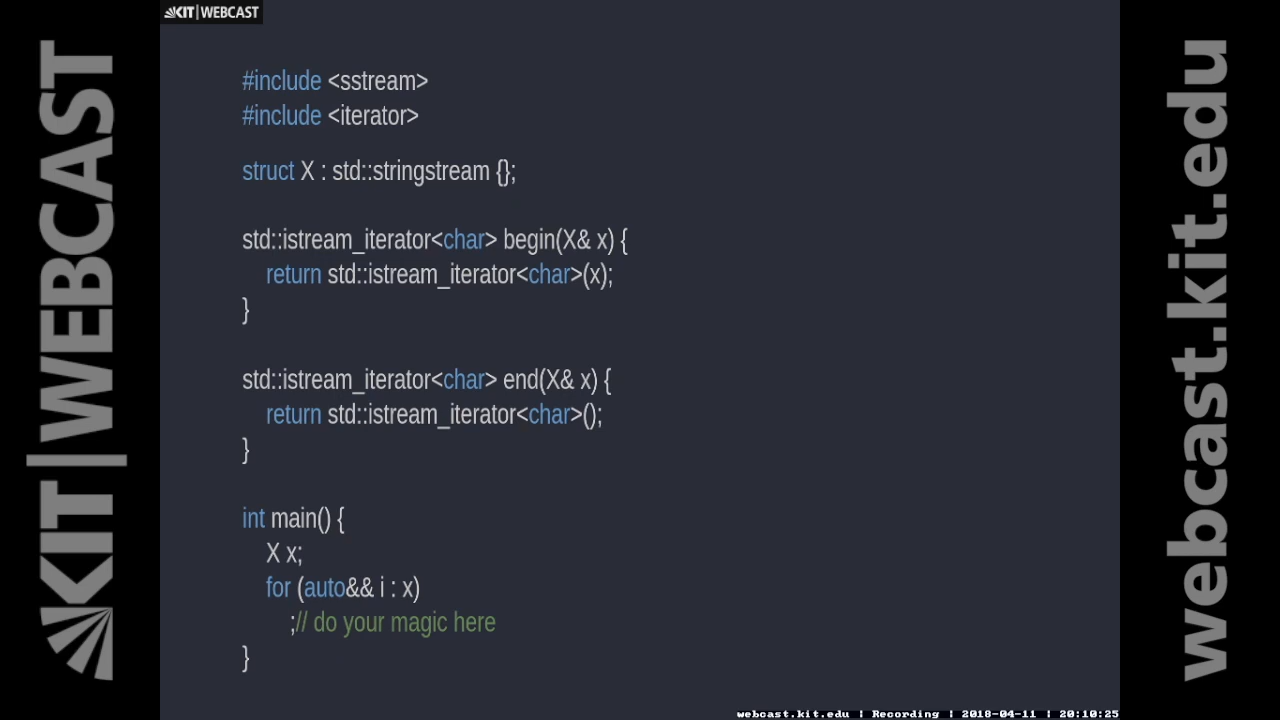 KIT|WEBCAST
KIT|WEBCAST
#include <sstream>
#include <iterator>
struct X : std::stringstream {};
std::istream_iterator<char> begin(X& x) {
return std::istream_iterator<char>(x);
}
std::istream_iterator<char> end(X& x) {
return std::istream_iterator<char>();
}
int main() {
X x;
for (auto&& i : x)
;// do your magic here
}
webcast.kit.edu | Recording | 2018-04-11 | 20:10:25
webcast.kit.edu